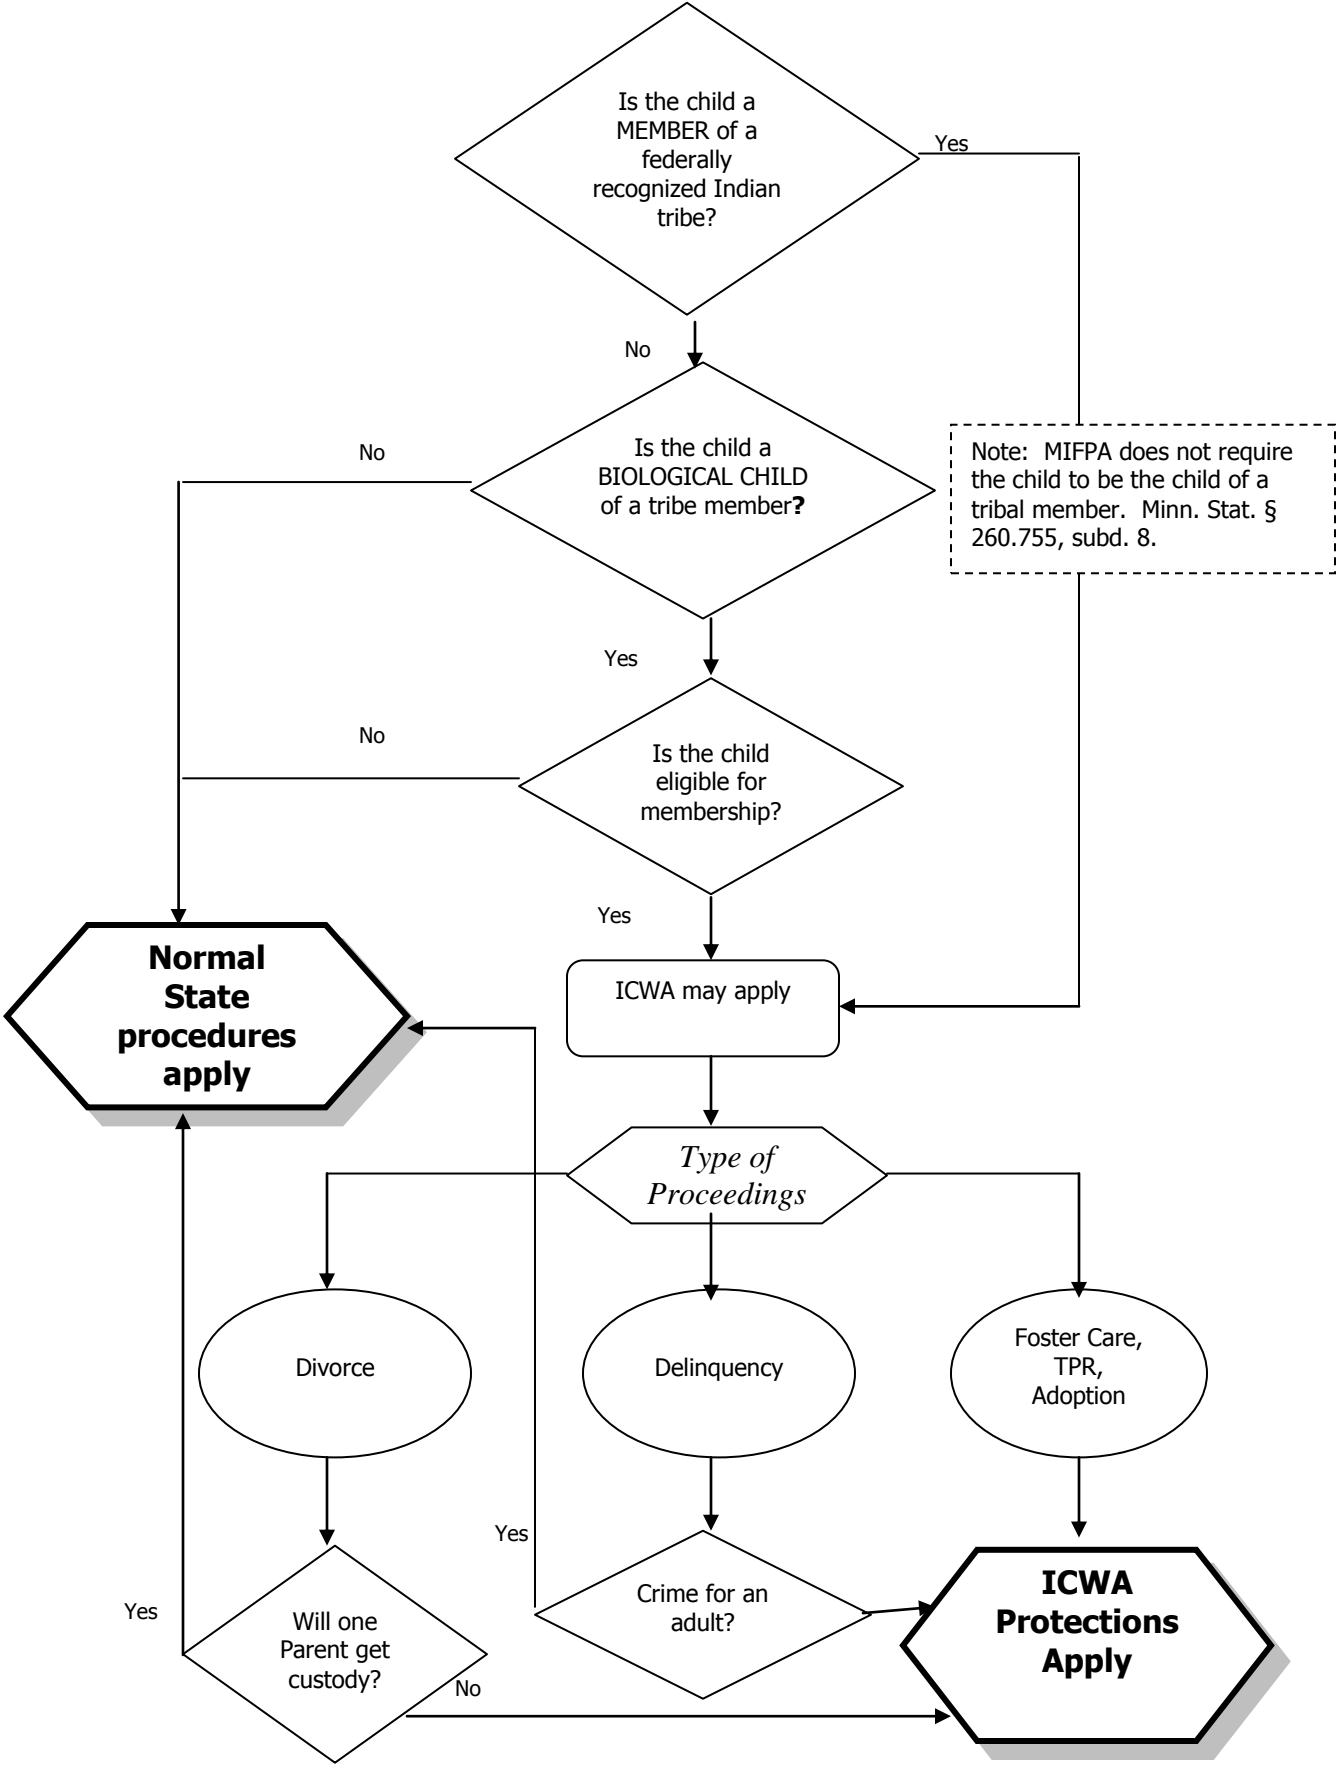 Is the child a
MEMBER of a
federally
recognized Indian
tribe?
Yes
No
Is the child a
BIOLOGICAL CHILD
of a tribe member?
No
Note: MIFPA does not require
the child to be the child of a
tribal member. Minn. Stat. §
260.755, subd. 8.
Yes
Is the child
eligible for
membership?
No
Yes
Normal
State
procedures
apply
ICWA may apply
Type of
Proceedings
Divorce
Delinquency
Foster Care,
TPR,
Adoption
Yes
Will one
Parent get
custody?
No
Yes
Crime for an
adult?
ICWA
Protections
Apply